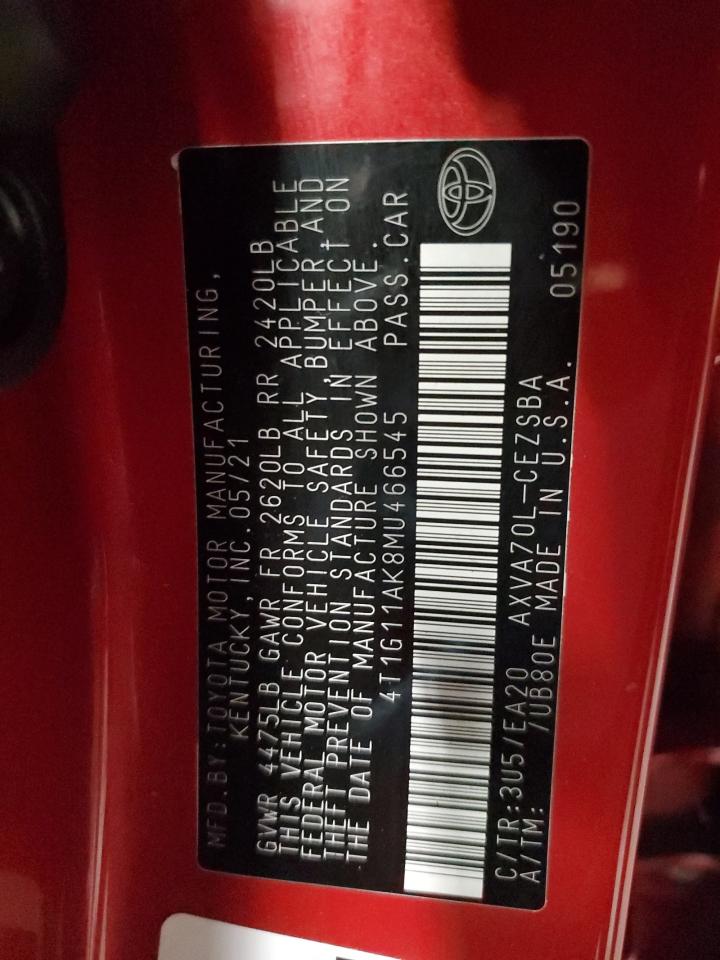 MFD.BY:TOYOTA MOTOR MANUFACTURING,
KENTUCKY, INC.05/21
GVWR 4475LB GAWR FR 2620LB RR 2420LB
THIS VEHICLE CONFORMS TO ALL APPLICABLE
FEDERAL MOTOR VEHICLE SAFETY, BUMPER, AND
THEFT PREVENTION STANDARDS IN EFFECT ON
THE DATE OF MANUFACTURE SHOWN ABOVE.
4T1G11AK8MU466545 PASS.CAR
C/TR:3U5/EA20 AXVA70L-CEZSBA
A/TM: /UB80E MADE IN U.S.A. 05190